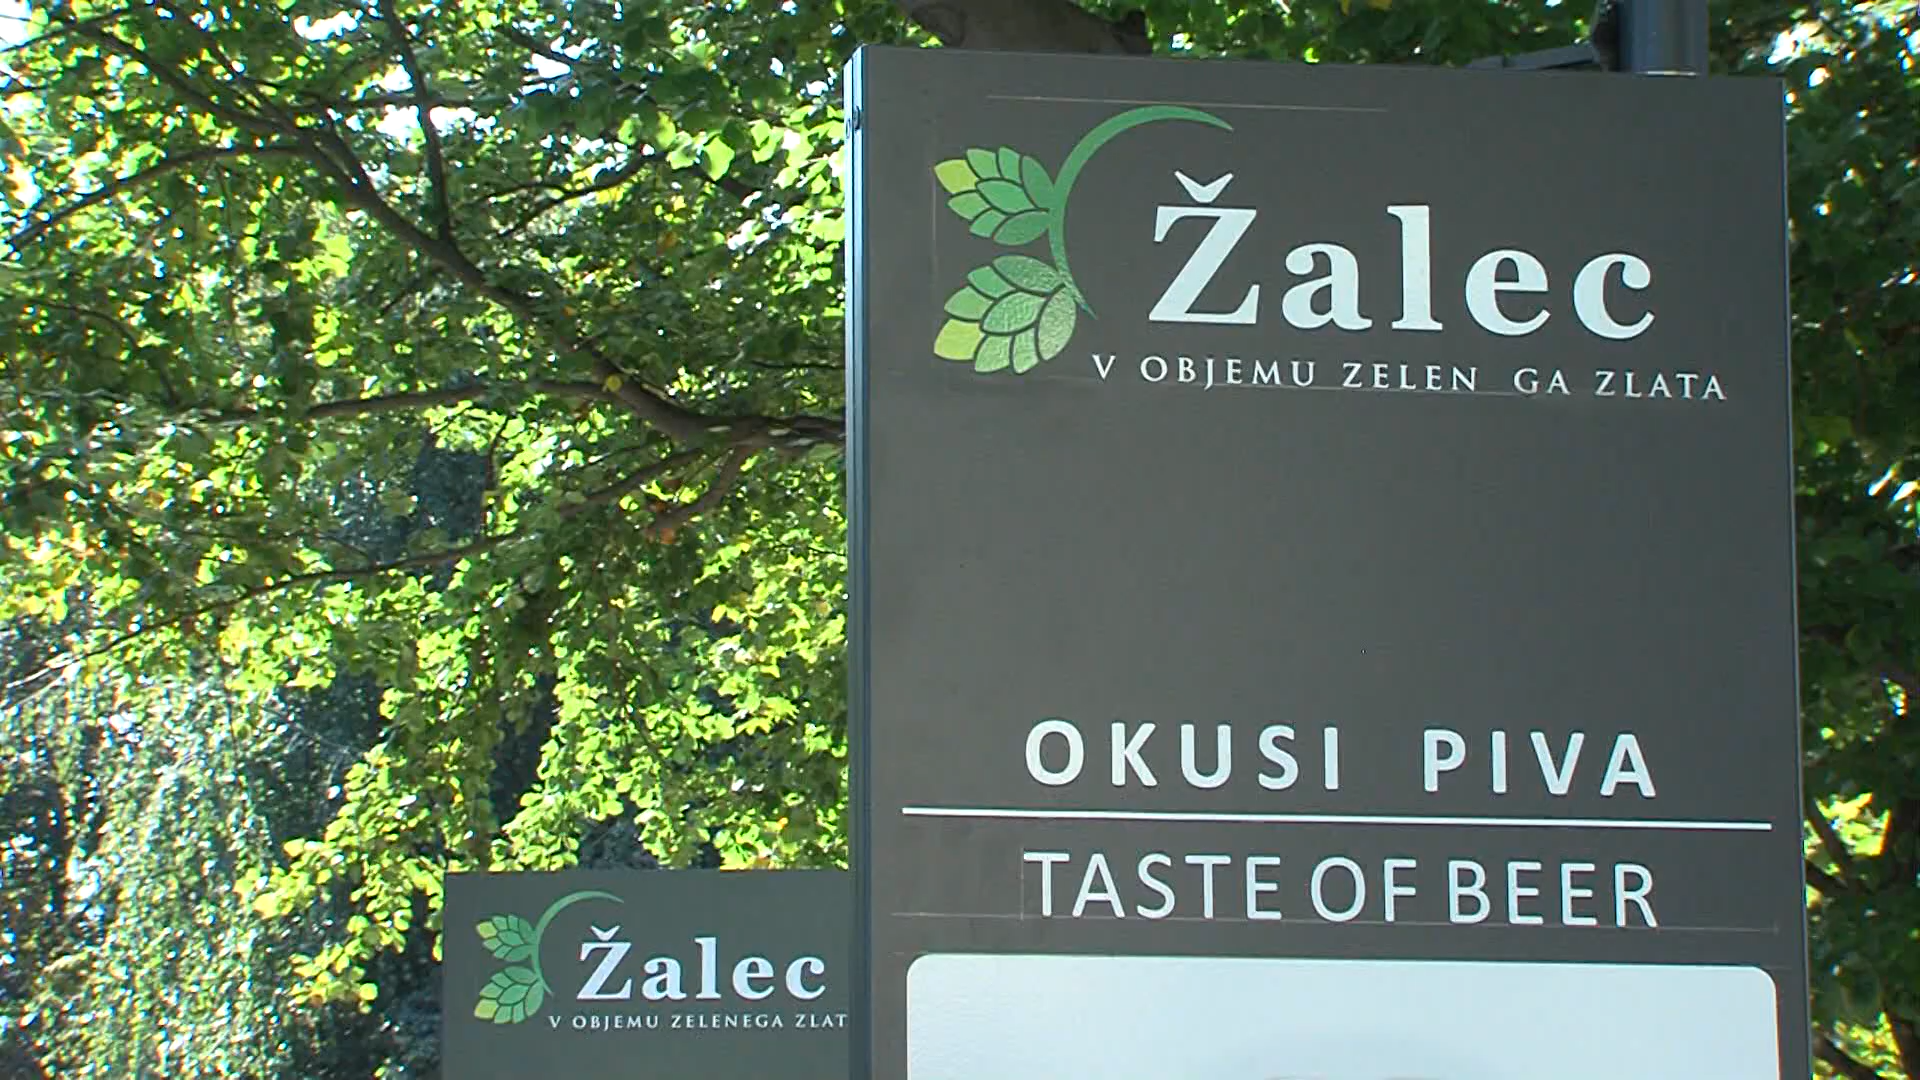 Žalec
V OBJEMU ZELEN GA ZLATA
OKUSI PIVA
TASTE OF BEER
Žalec
V OBJEMU ZELENEGA ZLAT